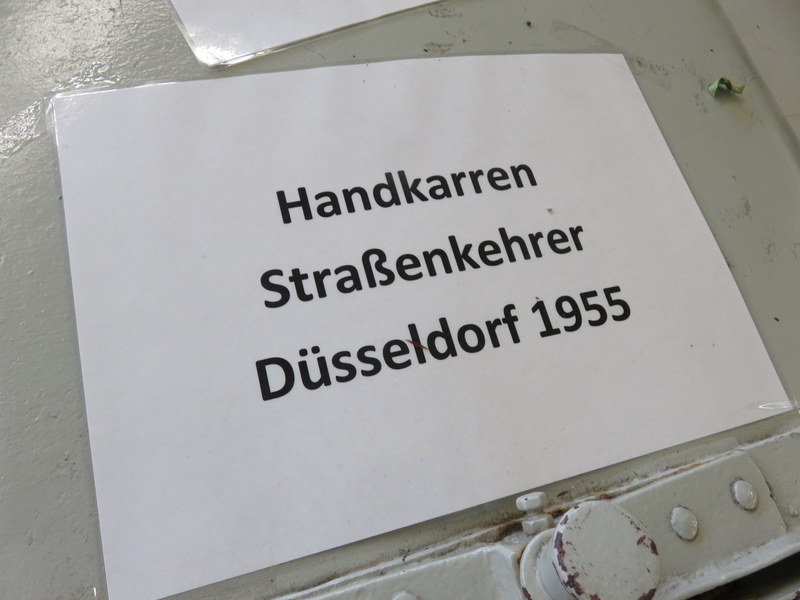 Handkarren
Straßenkehrer
Düsseldorf 1955